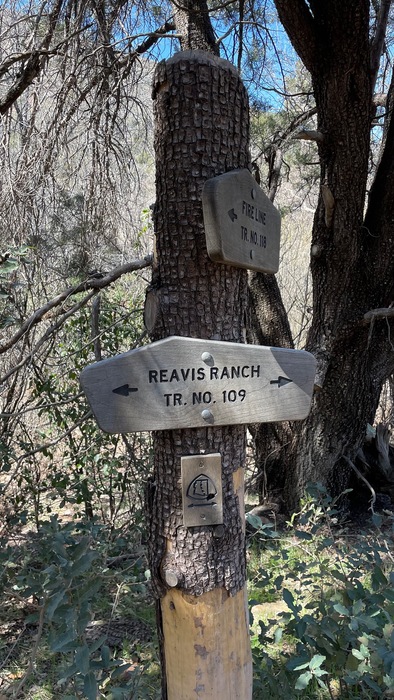 FIRE LINE
TR. NO. 118
REAVIS RANCH
TR. NO. 109